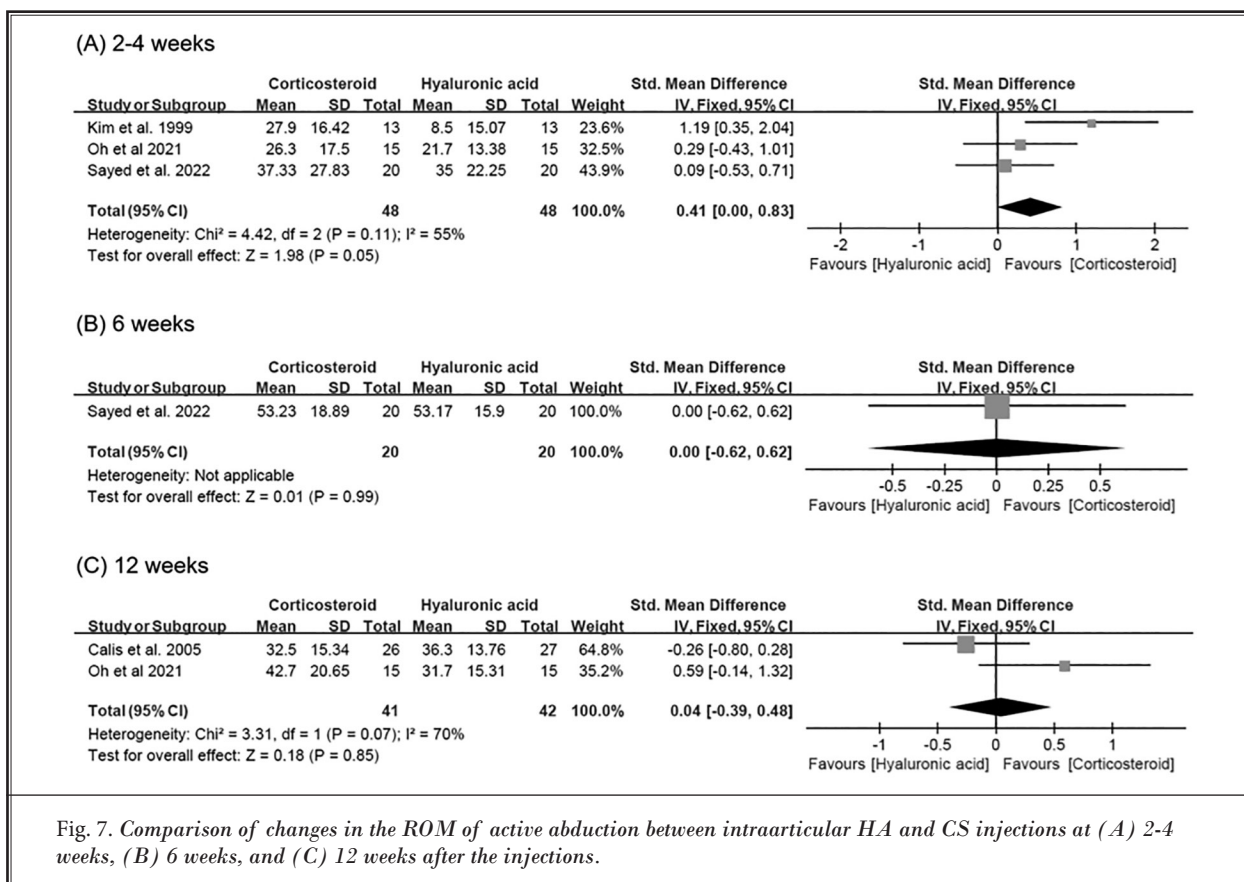 (A) 2-4 weeks
Corticosteroid Hyaluronic acid Std. Mean Difference Std. Mean Difference
Study or Subgroup Mean SD Total Mean SD Total Weight IV, Fixed, 95% CI IV, Fixed, 95% CI
Kim et al. 1999 27.9 16.42 13 8.5 15.07 13 23.6% 1.19 [0.35, 2.04]
Oh et al 2021 26.3 17.5 15 21.7 13.38 15 32.5% 0.29 [-0.43, 1.01]
Sayed et al. 2022 37.33 27.83 20 35 22.25 20 43.9% 0.09 [-0.53, 0.71]
Total (95% CI) 48 48 100.0% 0.41 [0.00, 0.83]
Heterogeneity: Chi² = 4.42, df = 2 (P = 0.11); I² = 55%
Test for overall effect: Z = 1.98 (P = 0.05)
-2 -1 0 1 2
Favours [Hyaluronic acid] Favours [Corticosteroid]
(B) 6 weeks
Corticosteroid Hyaluronic acid Std. Mean Difference Std. Mean Difference
Study or Subgroup Mean SD Total Mean SD Total Weight IV, Fixed, 95% CI IV, Fixed, 95% CI
Sayed et al. 2022 53.23 18.89 20 53.17 15.9 20 100.0% 0.00 [-0.62, 0.62]
Total (95% CI) 20 20 100.0% 0.00 [-0.62, 0.62]
Heterogeneity: Not applicable
Test for overall effect: Z = 0.01 (P = 0.99)
-0.5 -0.25 0 0.25 0.5
Favours [Hyaluronic acid] Favours [Corticosteroid]
(C) 12 weeks
Corticosteroid Hyaluronic acid Std. Mean Difference Std. Mean Difference
Study or Subgroup Mean SD Total Mean SD Total Weight IV, Fixed, 95% CI IV, Fixed, 95% CI
Calis et al. 2005 32.5 15.34 26 36.3 13.76 27 64.8% -0.26 [-0.80, 0.28]
Oh et al 2021 42.7 20.65 15 31.7 15.31 15 35.2% 0.59 [-0.14, 1.32]
Total (95% CI) 41 42 100.0% 0.04 [-0.39, 0.48]
Heterogeneity: Chi² = 3.31, df = 1 (P = 0.07); I² = 70%
Test for overall effect: Z = 0.18 (P = 0.85)
-1 -0.5 0 0.5 1
Favours [Hyaluronic acid] Favours [Corticosteroid]
Fig. 7. Comparison of changes in the ROM of active abduction between intraarticular HA and CS injections at (A) 2-4
weeks, (B) 6 weeks, and (C) 12 weeks after the injections.